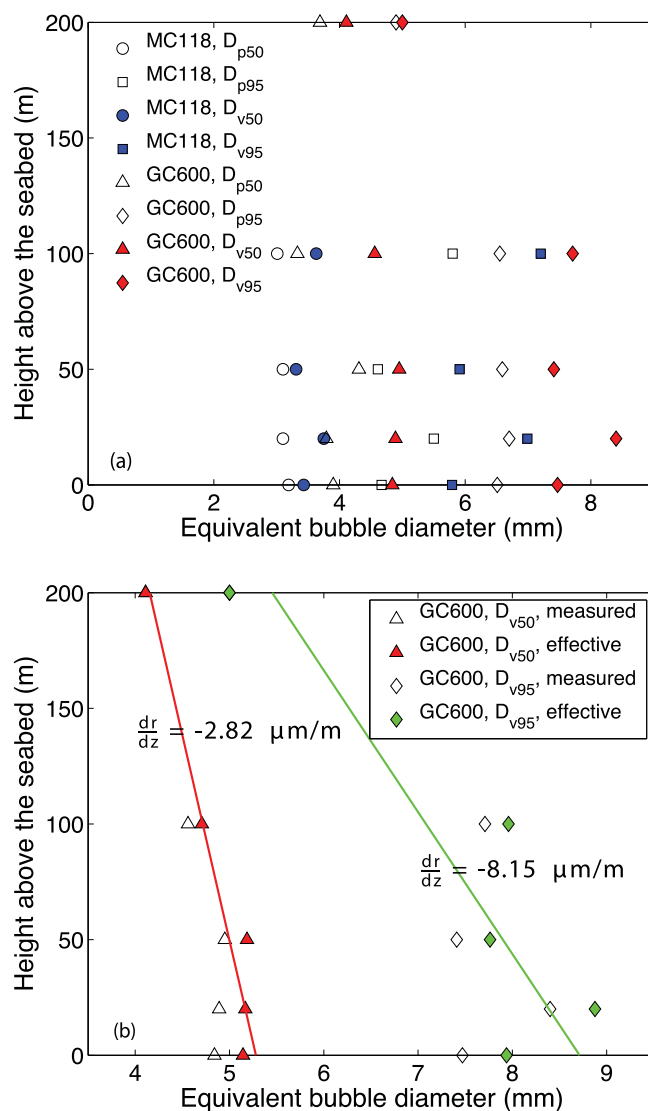 200
150
100
50
0
Height above the seabed (m)
MC118, Dp50
MC118, Dp95
MC118, Dv50
MC118, Dv95
GC600, Dp50
GC600, Dp95
GC600, Dv50
GC600, Dv95
(a)
0 2 4 6 8
Equivalent bubble diameter (mm)
200
150
100
50
0
Height above the seabed (m)
GC600, Dv50, measured
GC600, Dv50, effective
GC600, Dv95, measured
GC600, Dv95, effective
dr/dz = -2.82 μm/m
dr/dz = -8.15 μm/m
(b)
4 5 6 7 8 9
Equivalent bubble diameter (mm)